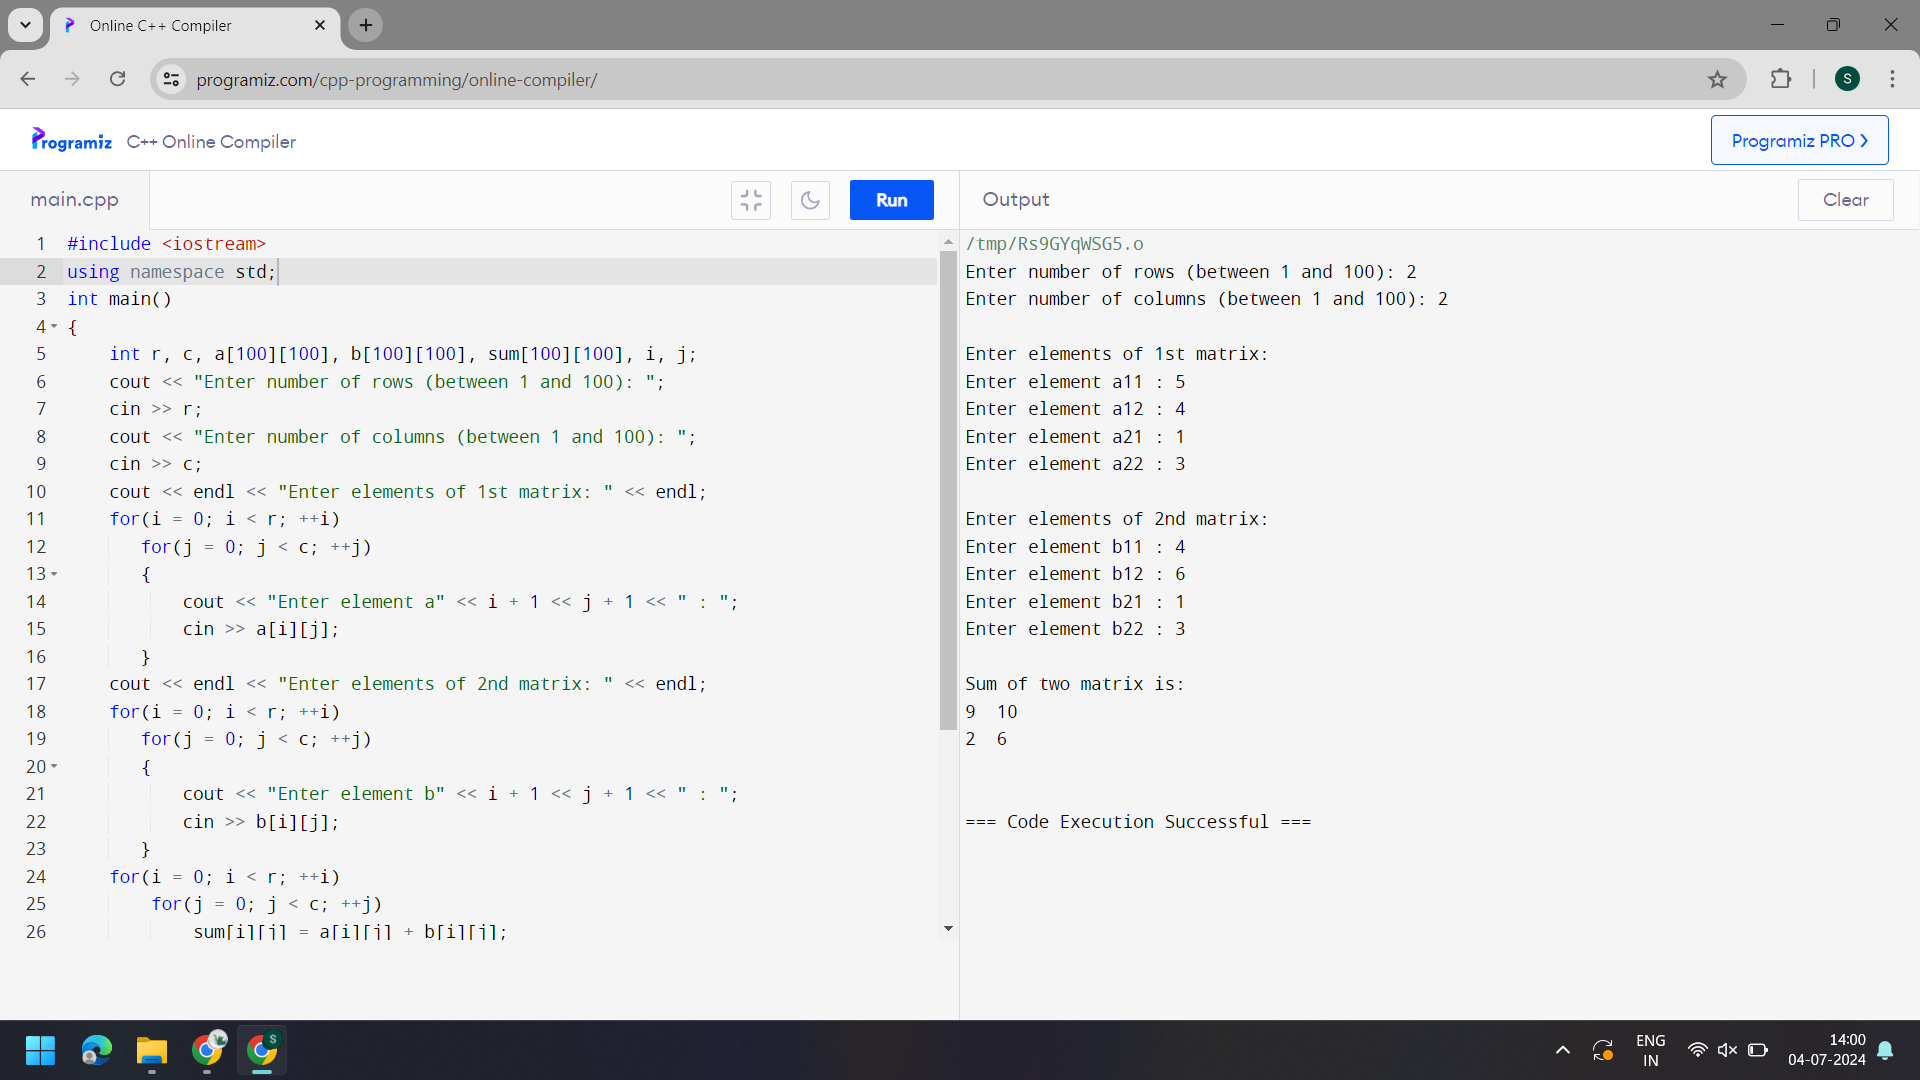 Online C++ Compiler
programiz.com/cpp-programming/online-compiler/
S
Programiz C++ Online Compiler
Programiz PRO
main.cpp
Run
Output
Clear
1 #include <iostream>
2 using namespace std;
3 int main()
4 {
5 int r, c, a[100][100], b[100][100], sum[100][100], i, j;
6 cout << "Enter number of rows (between 1 and 100): ";
7 cin >> r;
8 cout << "Enter number of columns (between 1 and 100): ";
9 cin >> c;
10 cout << endl << "Enter elements of 1st matrix: " << endl;
11 for(i = 0; i < r; ++i)
12 for(j = 0; j < c; ++j)
13 {
14 cout << "Enter element a" << i + 1 << j + 1 << " : ";
15 cin >> a[i][j];
16 }
17 cout << endl << "Enter elements of 2nd matrix: " << endl;
18 for(i = 0; i < r; ++i)
19 for(j = 0; j < c; ++j)
20 {
21 cout << "Enter element b" << i + 1 << j + 1 << " : ";
22 cin >> b[i][j];
23 }
24 for(i = 0; i < r; ++i)
25 for(j = 0; j < c; ++j)
26 sum[i][j] = a[i][j] + b[i][j];
/tmp/Rs9GYqWSG5.o
Enter number of rows (between 1 and 100): 2
Enter number of columns (between 1 and 100): 2
Enter elements of 1st matrix:
Enter element a11 : 5
Enter element a12 : 4
Enter element a21 : 1
Enter element a22 : 3
Enter elements of 2nd matrix:
Enter element b11 : 4
Enter element b12 : 6
Enter element b21 : 1
Enter element b22 : 3
Sum of two matrix is:
9 10
2 6
=== Code Execution Successful ===
S
ENG
IN
14:00
04-07-2024